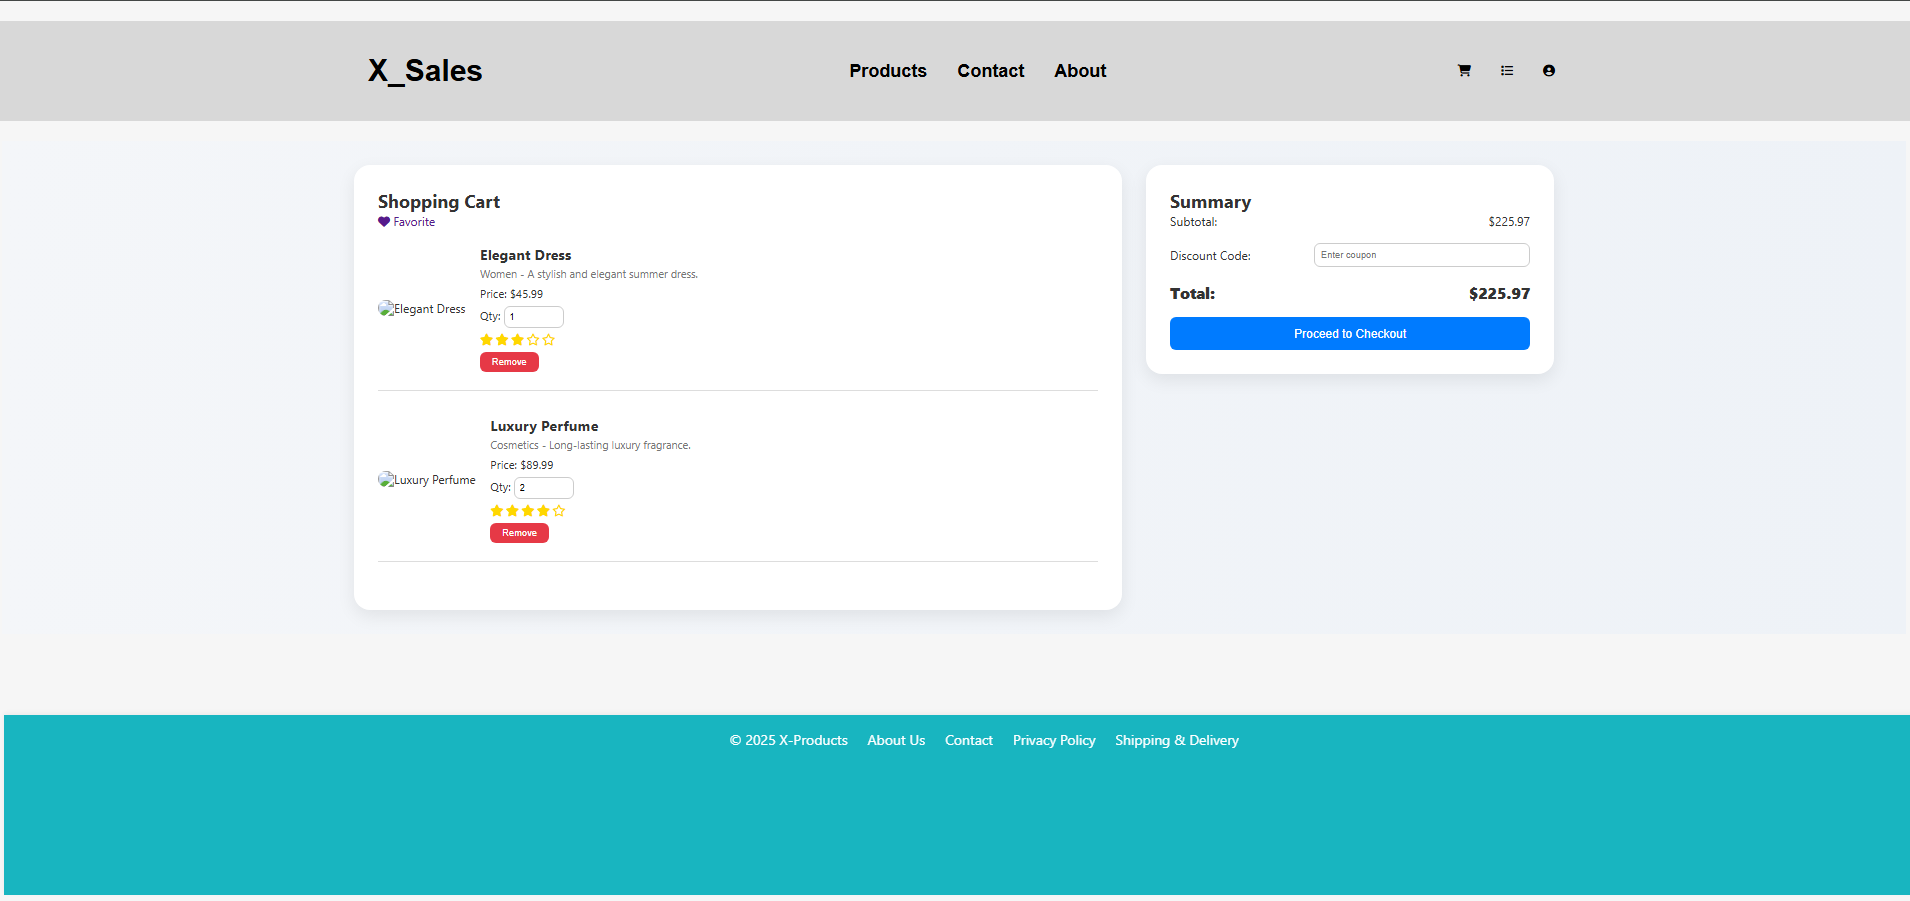 X_Sales
Products Contact About
Shopping Cart
Favorite
Elegant Dress
Elegant Dress
Women - A stylish and elegant summer dress.
Price: $45.99
Qty: 1
Remove
Luxury Perfume
Luxury Perfume
Cosmetics - Long-lasting luxury fragrance.
Price: $89.99
Qty: 2
Remove
Summary
Subtotal: $225.97
Discount Code: Enter coupon
Total: $225.97
Proceed to Checkout
© 2025 X-Products About Us Contact Privacy Policy Shipping & Delivery